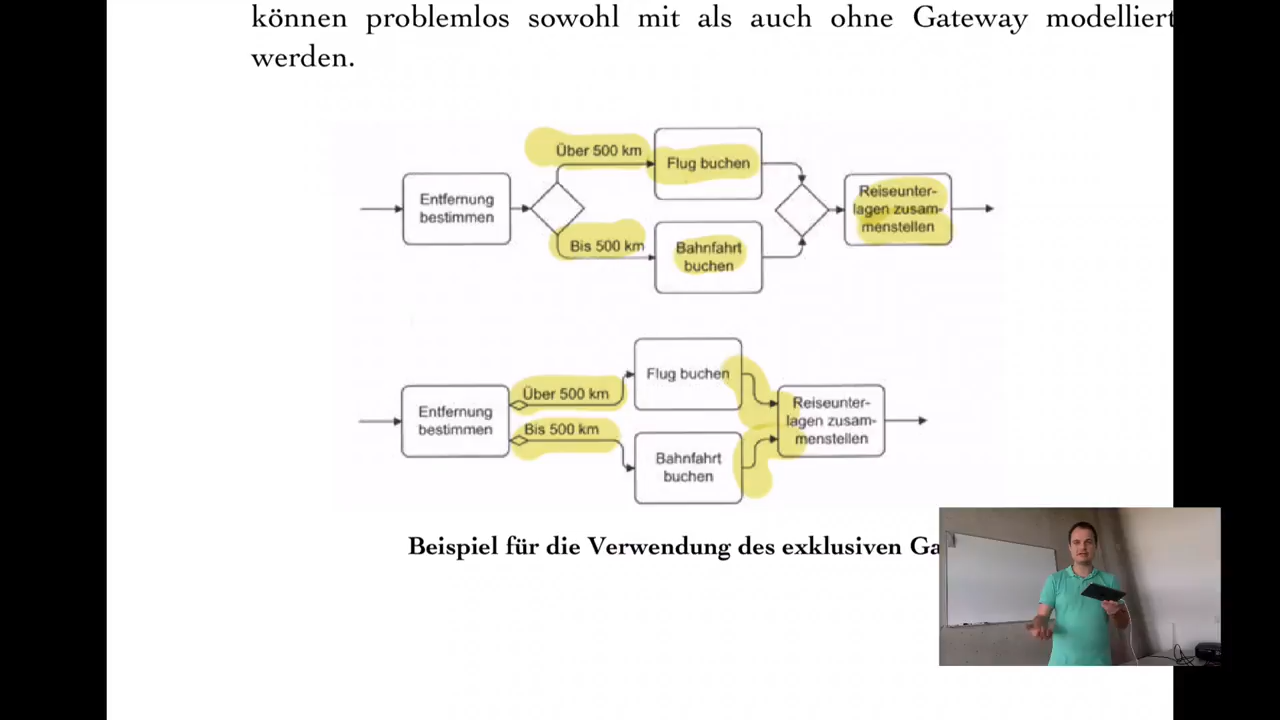 können problemlos sowohl mit als auch ohne Gateway modelliert
werden.
Über 500 km
Flug buchen
Entfernung
bestimmen
Reiseunter-
lagen zusam-
menstellen
Bis 500 km
Bahnfahrt
buchen
Flug buchen
Über 500 km
Entfernung
bestimmen
Bis 500 km
Reiseunter-
lagen zusam-
menstellen
Bahnfahrt
buchen
Beispiel für die Verwendung des exklusiven Ga